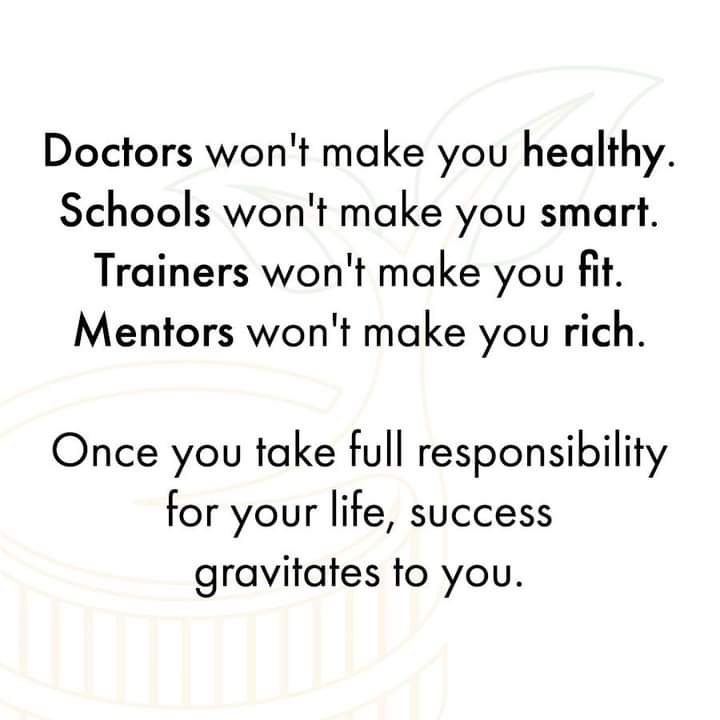 Doctors won't make you healthy.
Schools won't make you smart.
Trainers won't make you fit.
Mentors won't make you rich.
Once you take full responsibility
for your life, success
gravitates to you.